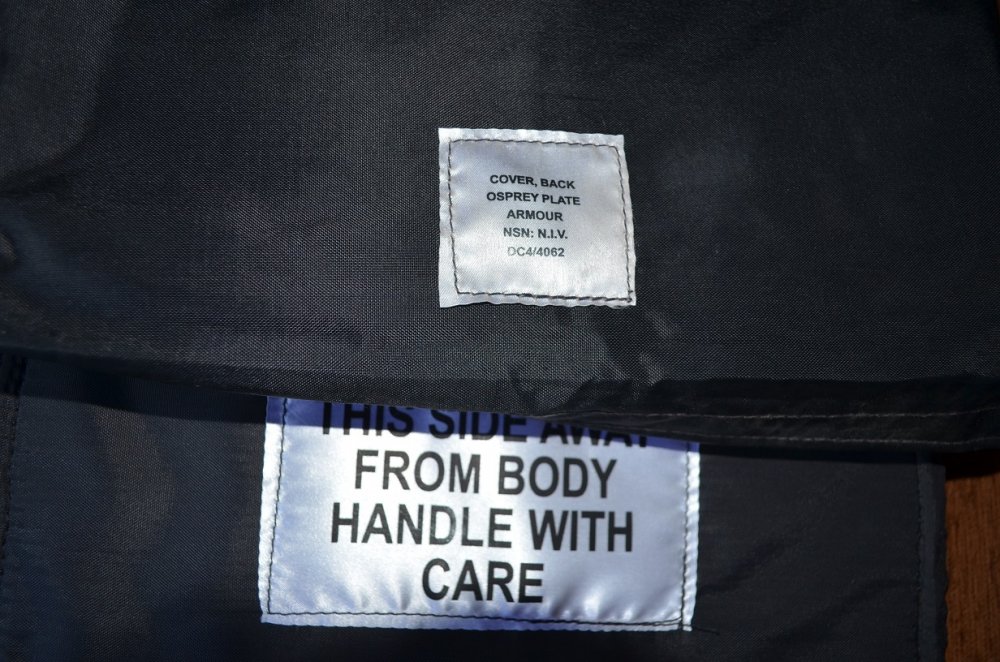 COVER, BACK
OSPREY PLATE
ARMOUR
NSN: N.I.V.
DC4/4062
THIS SIDE AWAY
FROM BODY
HANDLE WITH
CARE